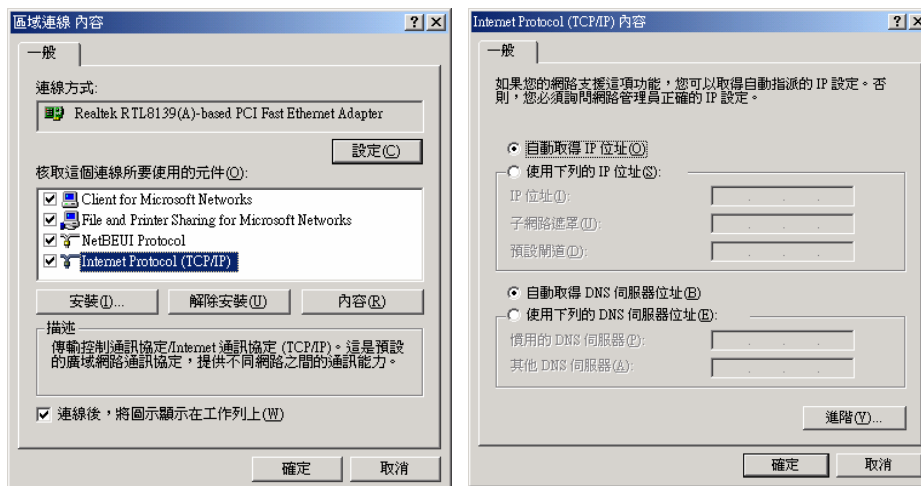 區域連線 內容
一般
連線方式:
Realtek RTL8139(A)-based PCI Fast Ethernet Adapter
設定(C)
核取這個連線所要使用的元件(O):
Client for Microsoft Networks
File and Printer Sharing for Microsoft Networks
NetBEUI Protocol
Internet Protocol (TCP/IP)
安裝(I)...
解除安裝(U)
內容(R)
描述
傳輸控制通訊協定/Internet 通訊協定 (TCP/IP)。這是預設
的廣域網路通訊協定,提供不同網路之間的通訊能力。
連線後,將圖示顯示在工作列上(W)
確定
取消
Internet Protocol (TCP/IP) 內容
一般
如果您的網路支援這項功能,您可以取得自動指派的 IP 設定。否
則,您必須詢問網路管理員正確的 IP 設定。
自動取得 IP 位址(O)
使用下列的 IP 位址(S):
IP 位址(I):
子網路遮罩(U):
預設閘道(D):
自動取得 DNS 伺服器位址(B)
使用下列的 DNS 伺服器位址(E):
慣用的 DNS 伺服器(P):
其他 DNS 伺服器(A):
進階(V)...
確定
取消